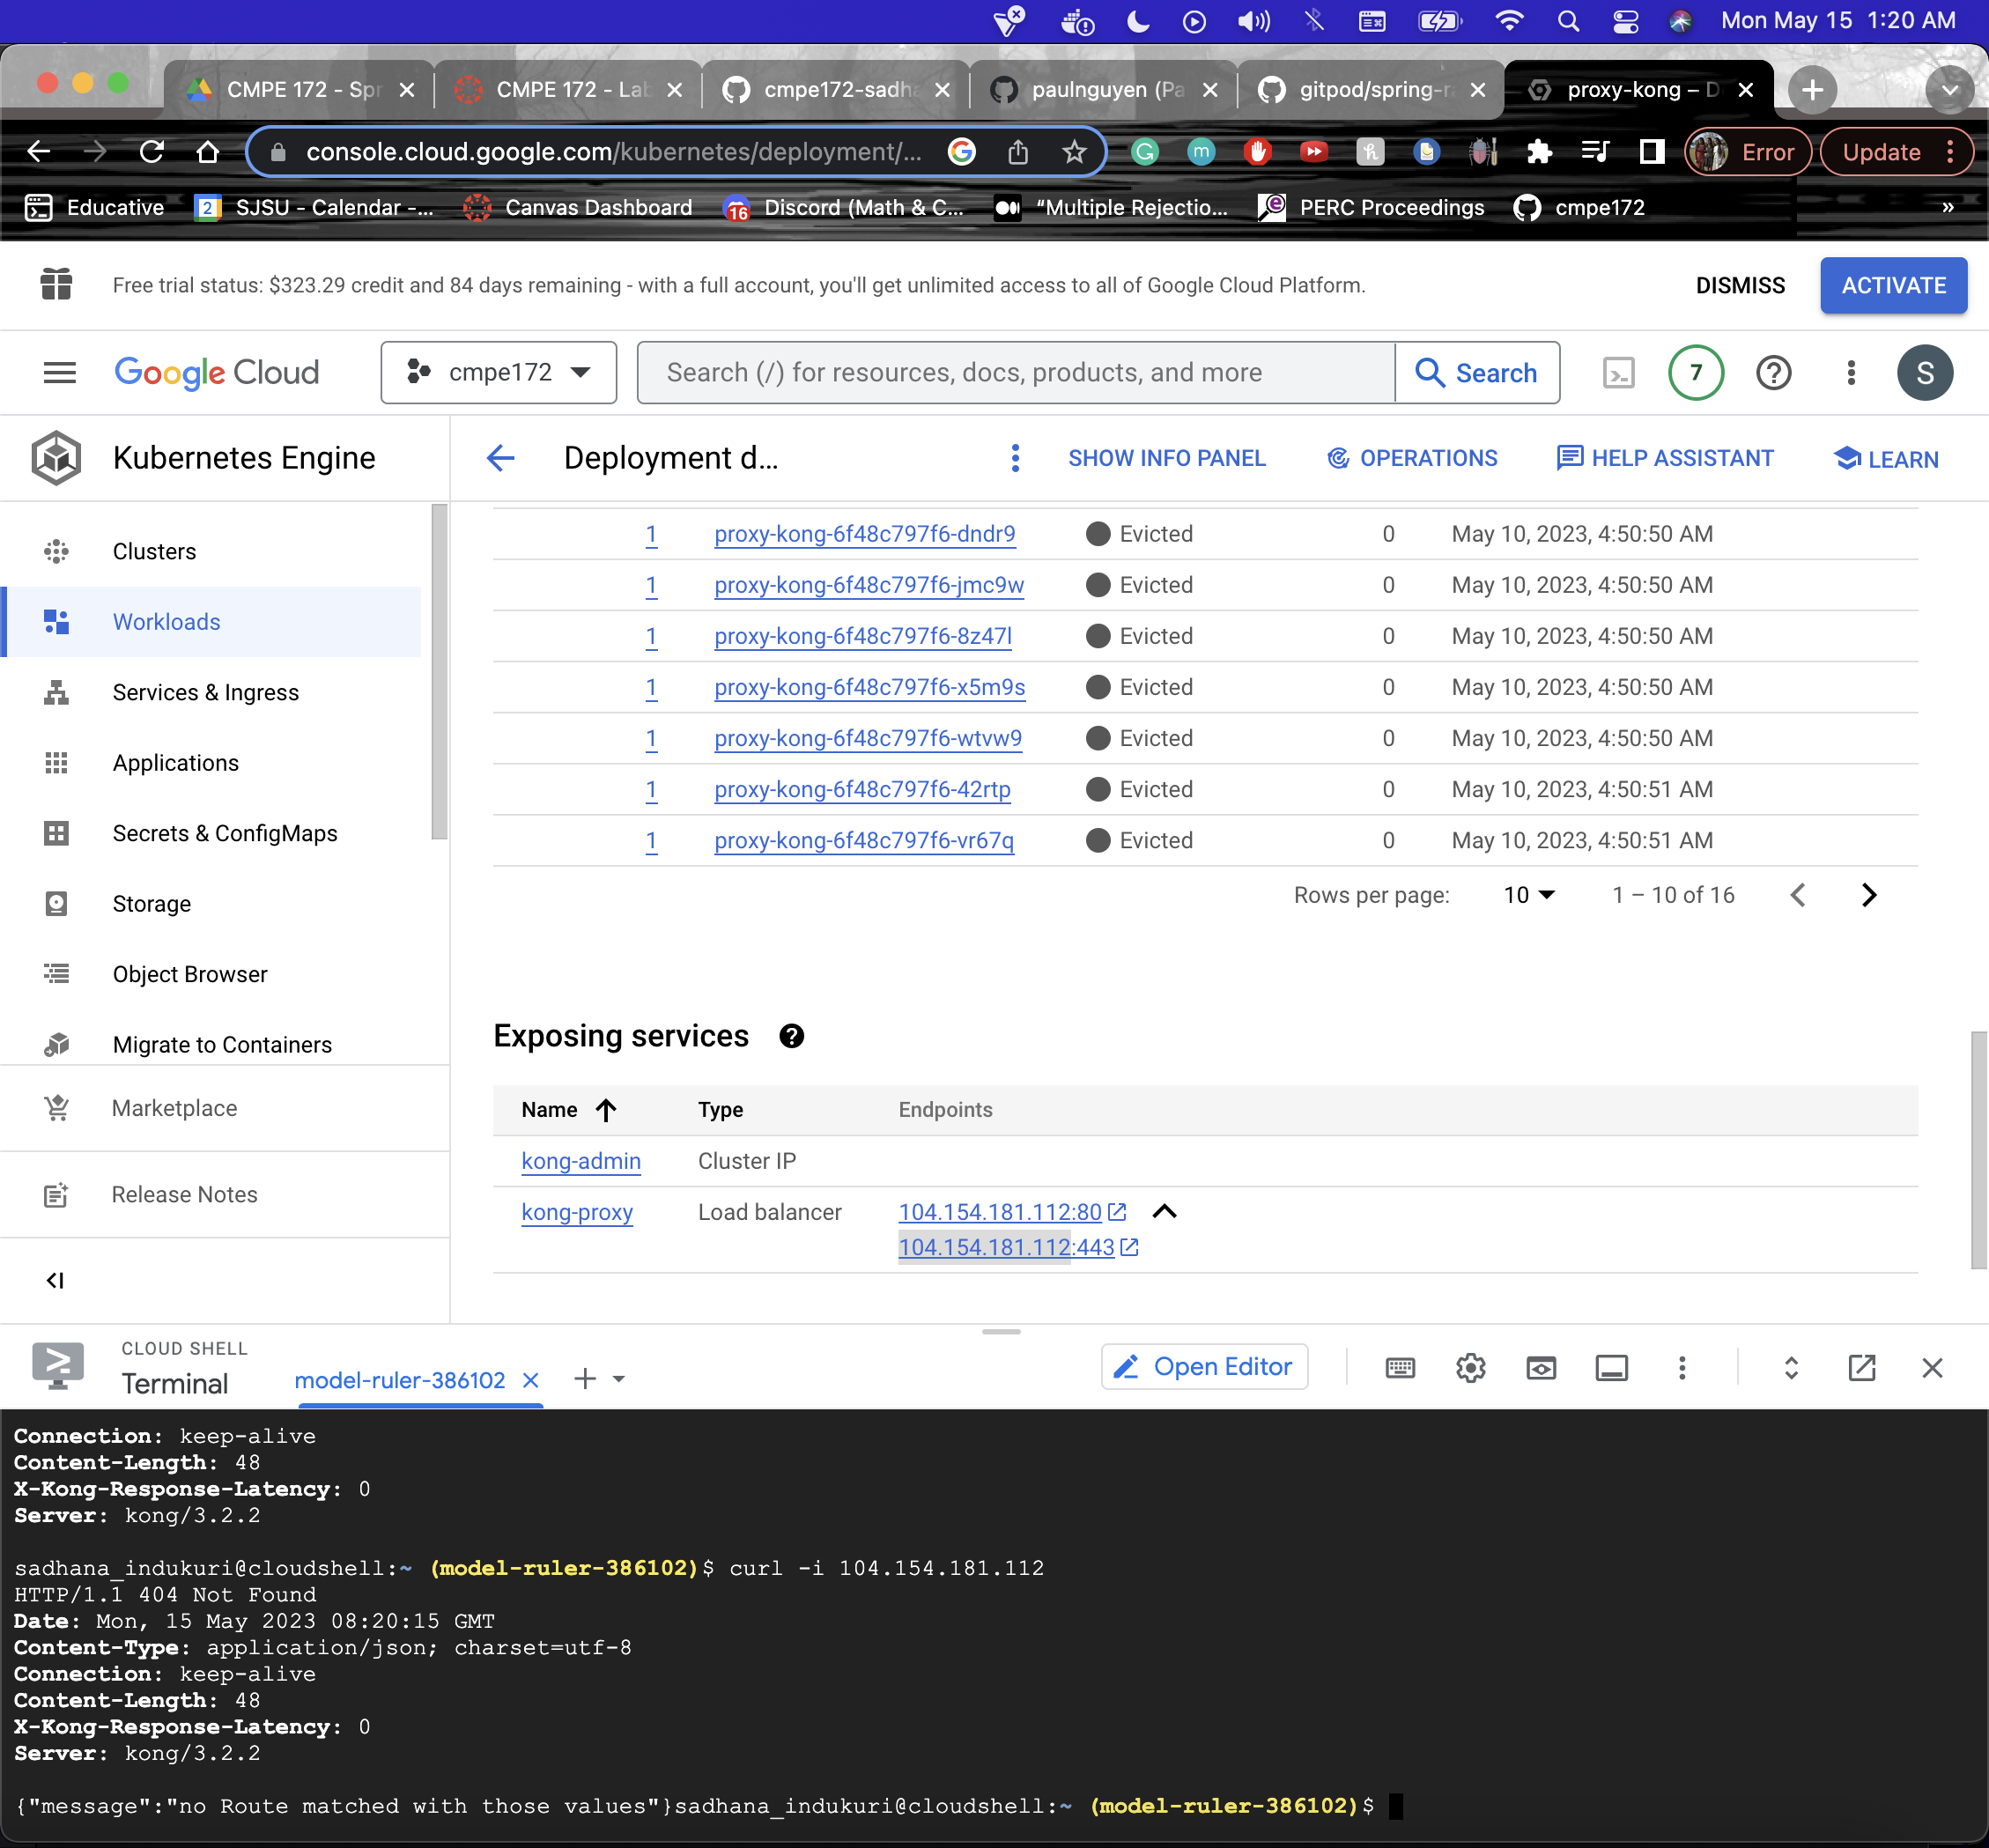 Mon May 15 1:20 AM
CMPE 172 - Spr
CMPE 172 - Lab
cmpe172-sadha
paulnguyen (Pa
gitpod/spring-r
proxy-kong – D
console.cloud.google.com/kubernetes/deployment/...
Error
Update
Educative
SJSU - Calendar -...
Canvas Dashboard
Discord (Math & C...
“Multiple Rejectio...
PERC Proceedings
cmpe172
»
Free trial status: $323.29 credit and 84 days remaining - with a full account, you'll get unlimited access to all of Google Cloud Platform.
DISMISS
ACTIVATE
Google Cloud
cmpe172
Search (/) for resources, docs, products, and more
Search
7
S
Kubernetes Engine
Deployment d...
SHOW INFO PANEL
OPERATIONS
HELP ASSISTANT
LEARN
Clusters
Workloads
Services & Ingress
Applications
Secrets & ConfigMaps
Storage
Object Browser
Migrate to Containers
Marketplace
Release Notes
1 proxy-kong-6f48c797f6-dndr9 Evicted 0 May 10, 2023, 4:50:50 AM
1 proxy-kong-6f48c797f6-jmc9w Evicted 0 May 10, 2023, 4:50:50 AM
1 proxy-kong-6f48c797f6-8z47l Evicted 0 May 10, 2023, 4:50:50 AM
1 proxy-kong-6f48c797f6-x5m9s Evicted 0 May 10, 2023, 4:50:50 AM
1 proxy-kong-6f48c797f6-wtvw9 Evicted 0 May 10, 2023, 4:50:50 AM
1 proxy-kong-6f48c797f6-42rtp Evicted 0 May 10, 2023, 4:50:51 AM
1 proxy-kong-6f48c797f6-vr67q Evicted 0 May 10, 2023, 4:50:51 AM
Rows per page: 10 1 – 10 of 16
Exposing services
Name Type Endpoints
kong-admin Cluster IP
kong-proxy Load balancer 104.154.181.112:80
104.154.181.112:443
CLOUD SHELL
Terminal
model-ruler-386102
Open Editor
Connection: keep-alive
Content-Length: 48
X-Kong-Response-Latency: 0
Server: kong/3.2.2
sadhana_indukuri@cloudshell:~ (model-ruler-386102)$ curl -i 104.154.181.112
HTTP/1.1 404 Not Found
Date: Mon, 15 May 2023 08:20:15 GMT
Content-Type: application/json; charset=utf-8
Connection: keep-alive
Content-Length: 48
X-Kong-Response-Latency: 0
Server: kong/3.2.2
{"message":"no Route matched with those values"}sadhana_indukuri@cloudshell:~ (model-ruler-386102)$